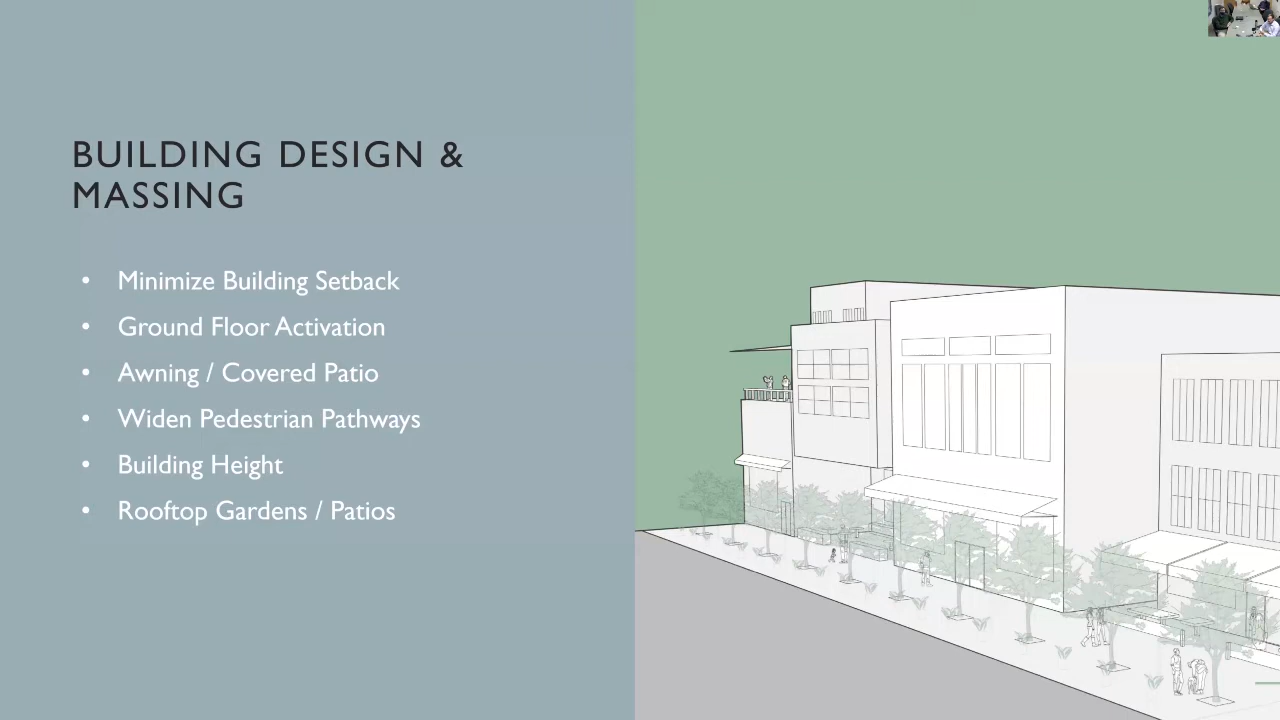 BUILDING DESIGN &
MASSING
• Minimize Building Setback
• Ground Floor Activation
• Awning / Covered Patio
• Widen Pedestrian Pathways
• Building Height
• Rooftop Gardens / Patios